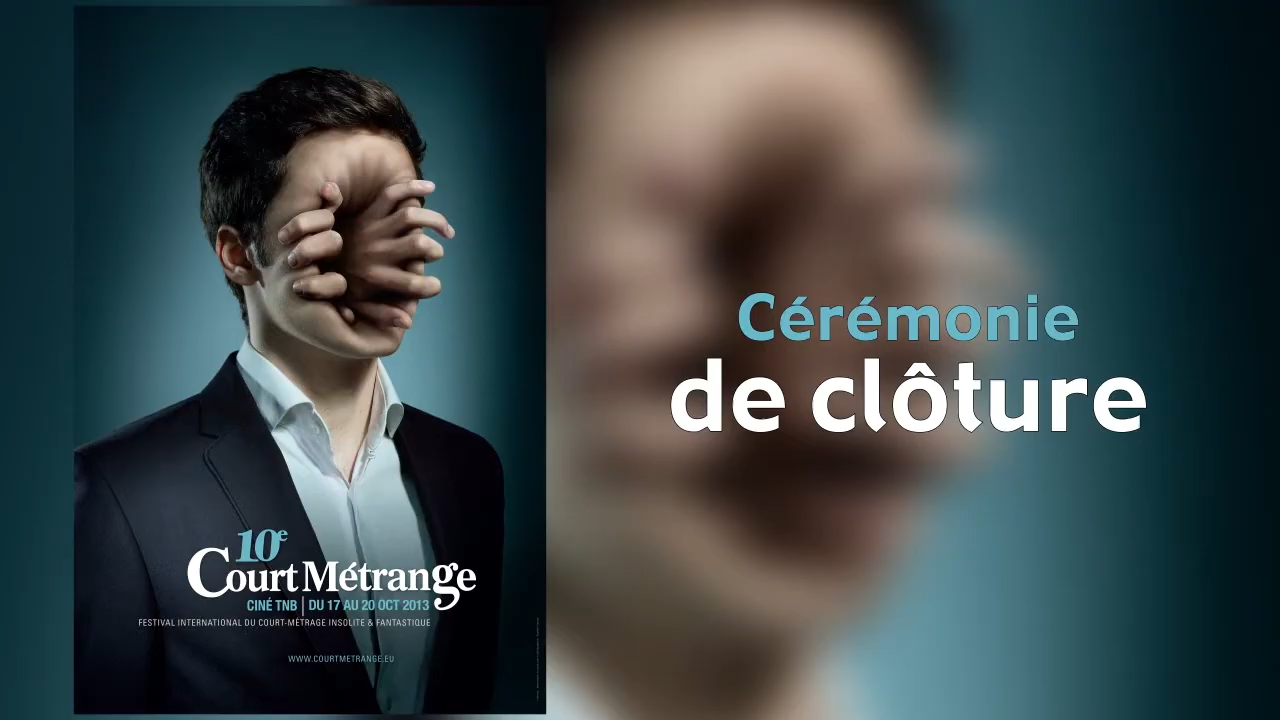 10e
Court Métrange
CINÉ TNB | DU 17 AU 20 OCT 2013
FESTIVAL INTERNATIONAL DU COURT-MÉTRAGE INSOLITE & FANTASTIQUE
WWW.COURTMETRANGE.EU
Cérémonie
de clôture